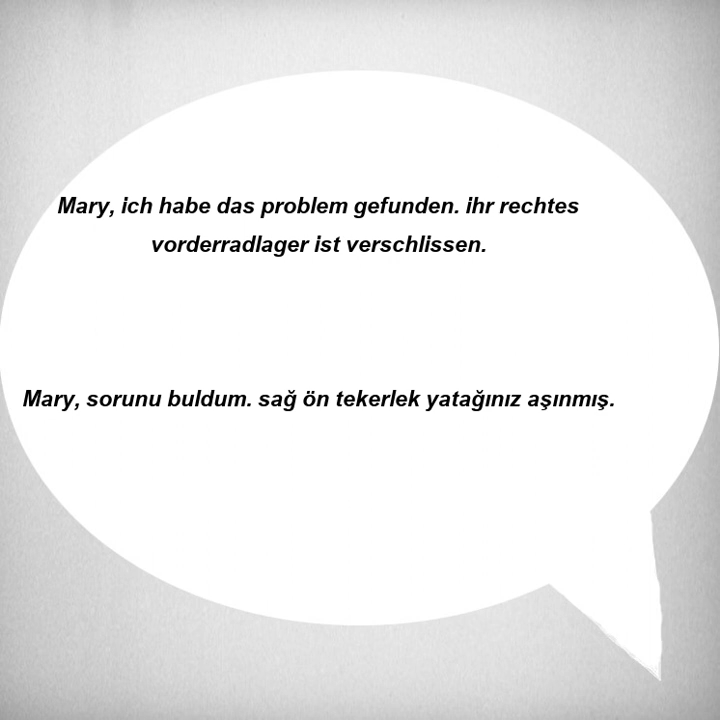 Mary, ich habe das problem gefunden. ihr rechtes
vorderradlager ist verschlissen.
Mary, sorunu buldum. sağ ön tekerlek yatağınız aşınmış.